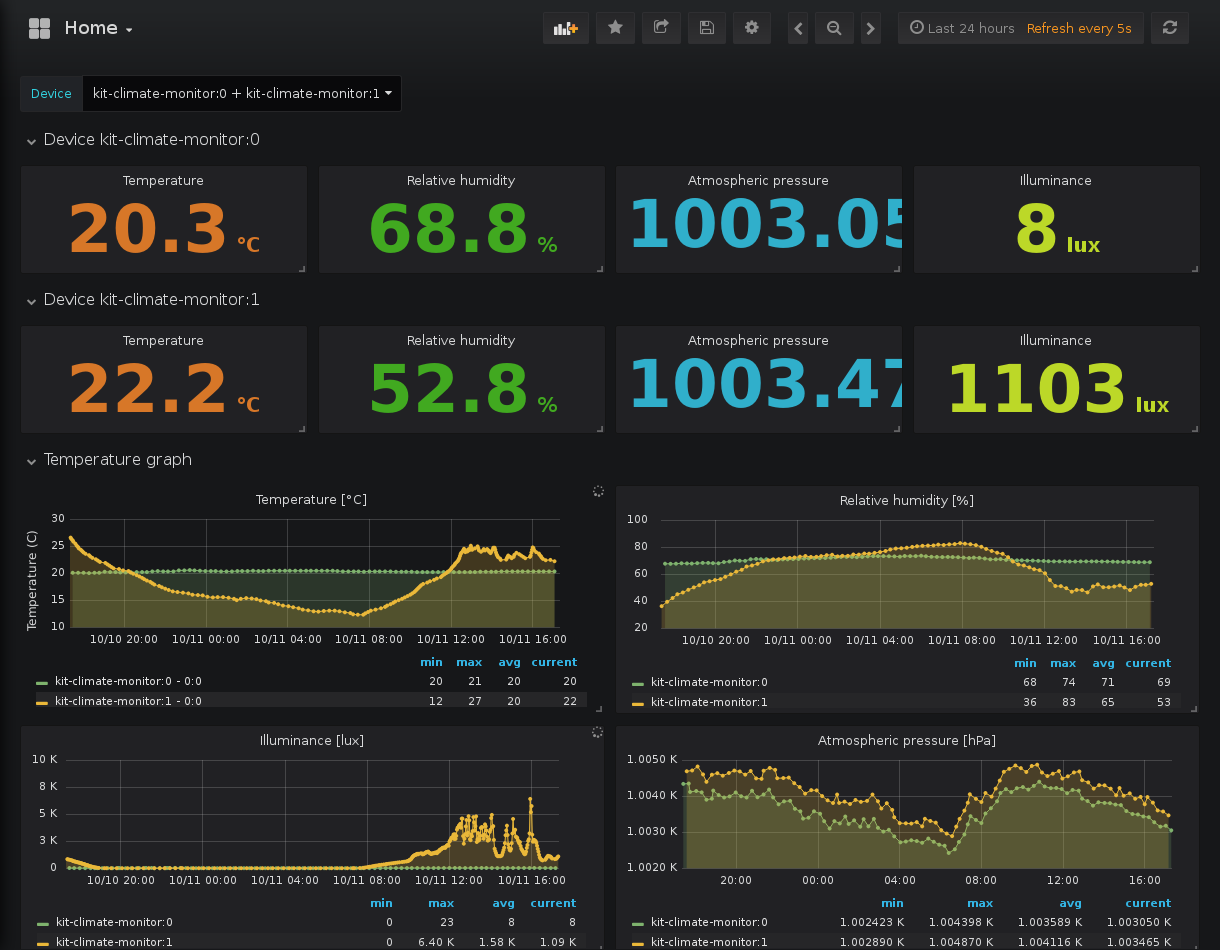 Home
Last 24 hours Refresh every 5s
Device kit-climate-monitor:0 + kit-climate-monitor:1
Device kit-climate-monitor:0
Temperature Relative humidity Atmospheric pressure Illuminance
20.3 °C 68.8 % 1003.05 8 lux
Device kit-climate-monitor:1
Temperature Relative humidity Atmospheric pressure Illuminance
22.2 °C 52.8 % 1003.47 1103 lux
Temperature graph
Temperature [°C]
Temperature (C)
30
25
20
15
10
10/10 20:00 10/11 00:00 10/11 04:00 10/11 08:00 10/11 12:00 10/11 16:00
min max avg current
kit-climate-monitor:0 - 0:0 20 21 20 20
kit-climate-monitor:1 - 0:0 12 27 20 22
Relative humidity [%]
100
80
60
40
20
10/10 20:00 10/11 00:00 10/11 04:00 10/11 08:00 10/11 12:00 10/11 16:00
min max avg current
kit-climate-monitor:0 68 74 71 69
kit-climate-monitor:1 36 83 65 53
Illuminance [lux]
10 K
8 K
5 K
3 K
0
10/10 20:00 10/11 00:00 10/11 04:00 10/11 08:00 10/11 12:00 10/11 16:00
min max avg current
kit-climate-monitor:0 0 23 8 8
kit-climate-monitor:1 0 6.40 K 1.58 K 1.09 K
Atmospheric pressure [hPa]
1.0050 K
1.0040 K
1.0030 K
1.0020 K
20:00 00:00 04:00 08:00 12:00 16:00
min max avg current
kit-climate-monitor:0 1.002423 K 1.004398 K 1.003589 K 1.003050 K
kit-climate-monitor:1 1.002890 K 1.004870 K 1.004116 K 1.003465 K